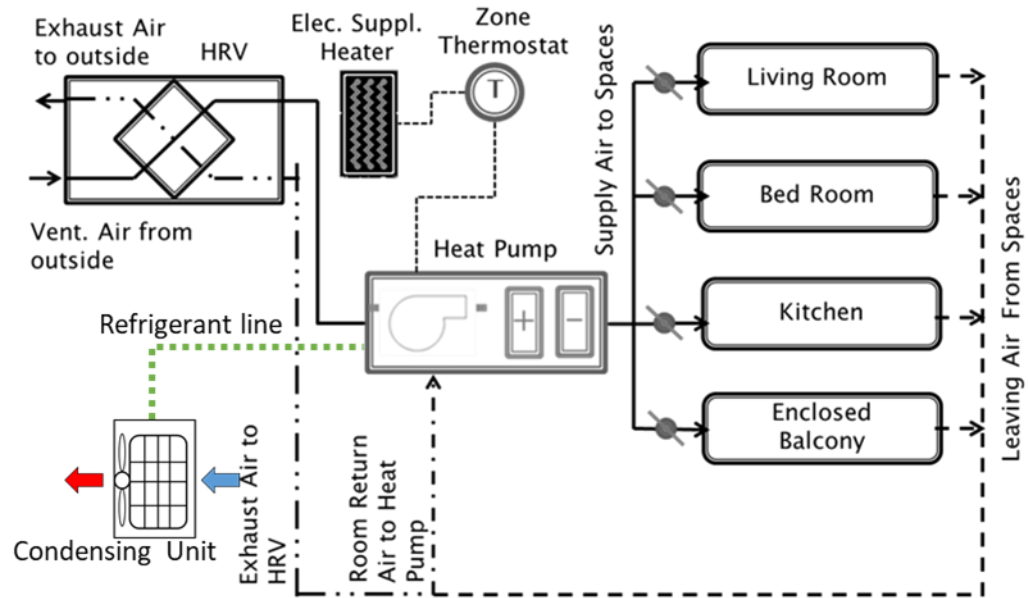 Exhaust Air
to outside
HRV
Elec. Suppl.
Heater
Zone
Thermostat
T
Vent. Air from
outside
Supply Air to Spaces
Living Room
Bed Room
Kitchen
Enclosed
Balcony
Leaving Air From Spaces
Heat Pump
+
-
Refrigerant line
Condensing Unit
Exhaust Air to
HRV
Room Return
Air to Heat
Pump